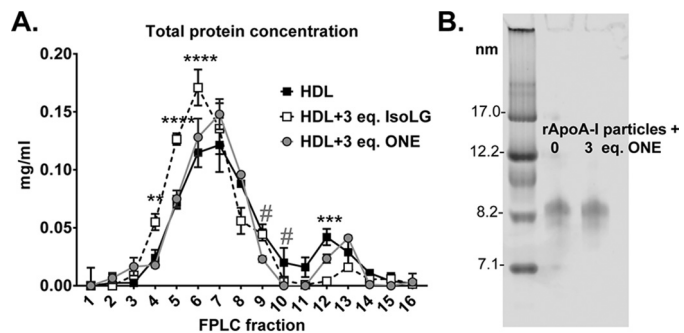 A.
Total protein concentration
mg/ml
0.20
0.15
0.10
0.05
0.00
**
****
****
#
#
***
HDL
HDL+3 eq. IsoLG
HDL+3 eq. ONE
1 2 3 4 5 6 7 8 9 10 11 12 13 14 15 16
FPLC fraction
B.
nm
17.0-
12.2-
8.2-
7.1-
rApoA-I particles +
0 3 eq. ONE